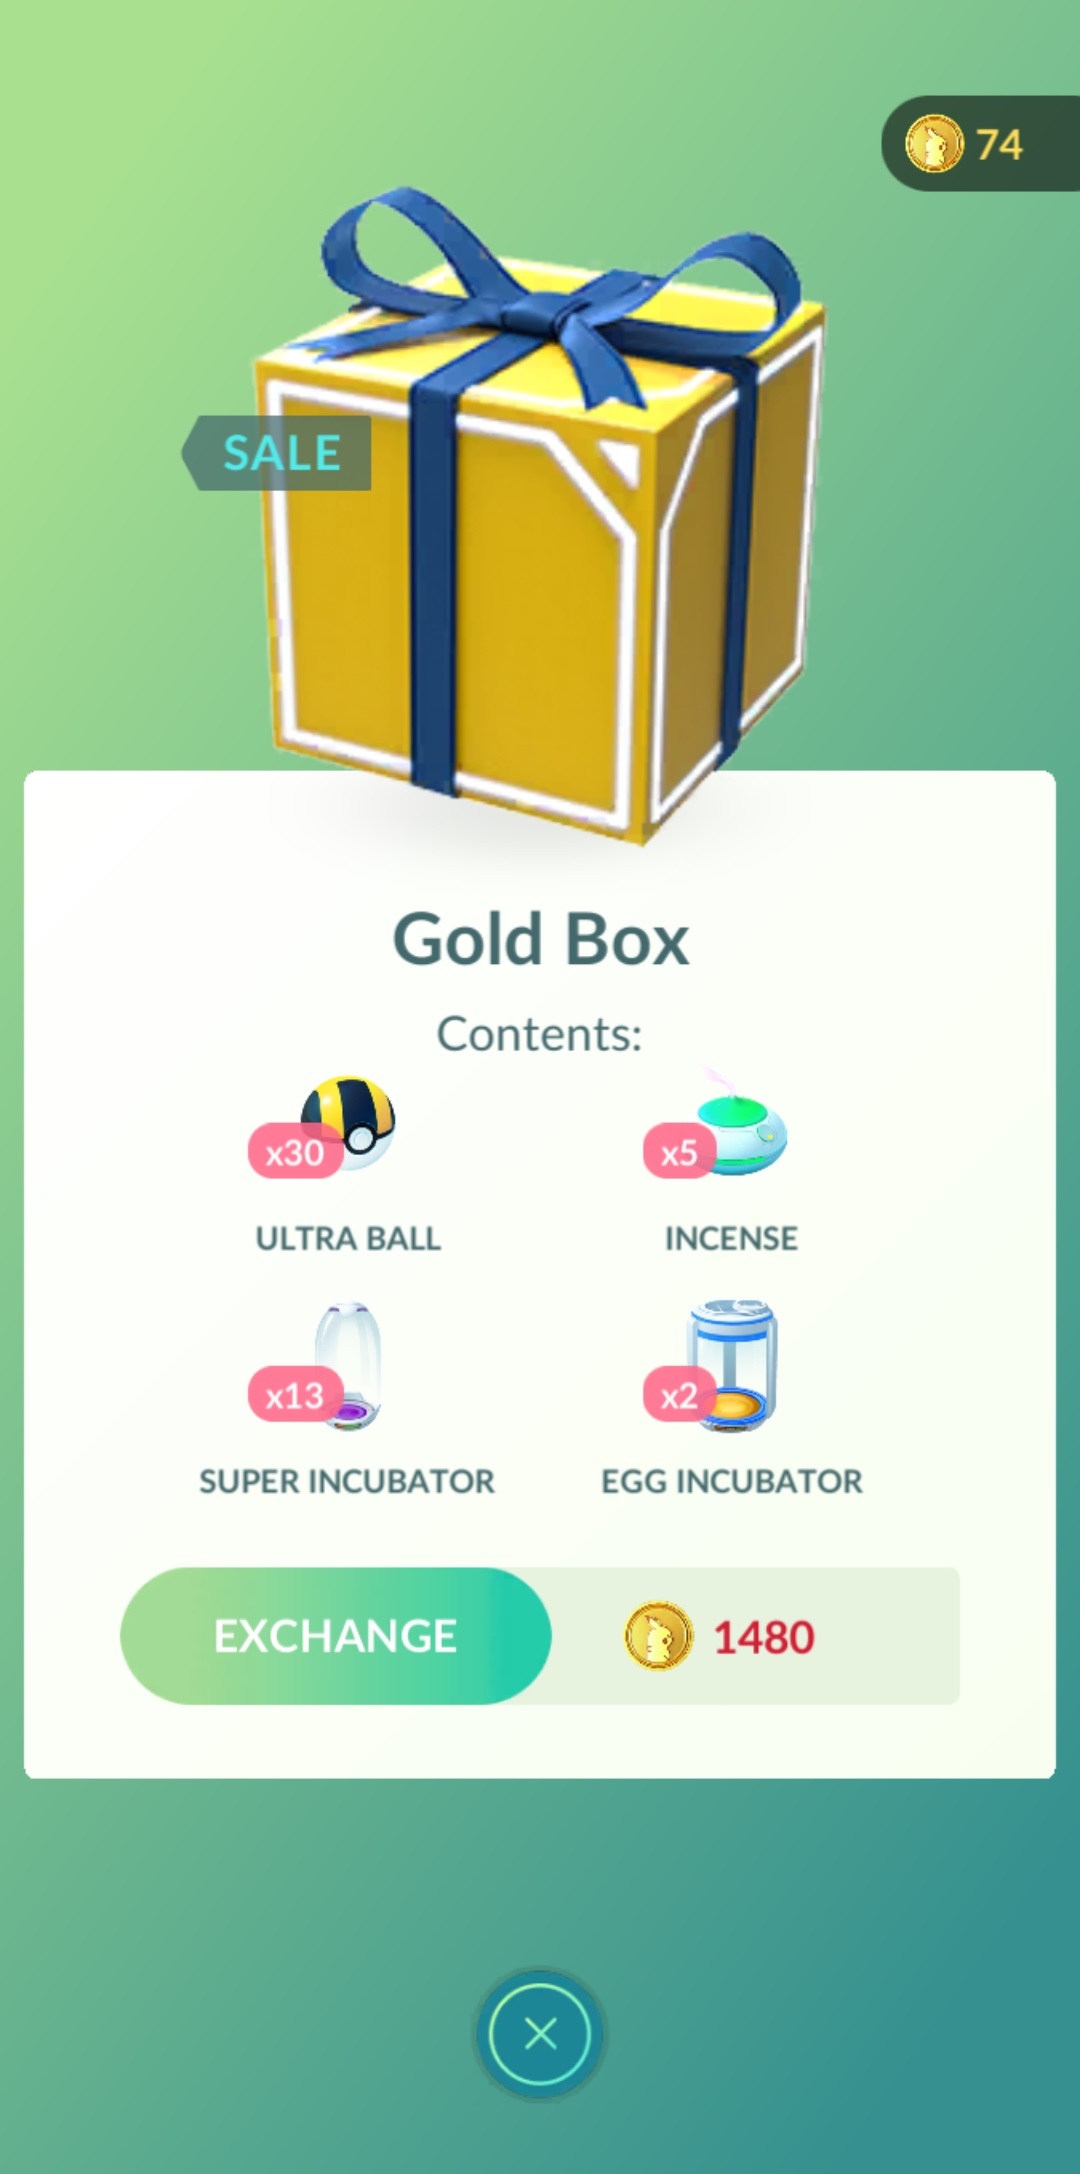 74
SALE
Gold Box
Contents:
x30
ULTRA BALL
x5
INCENSE
x13
SUPER INCUBATOR
x2
EGG INCUBATOR
EXCHANGE
1480